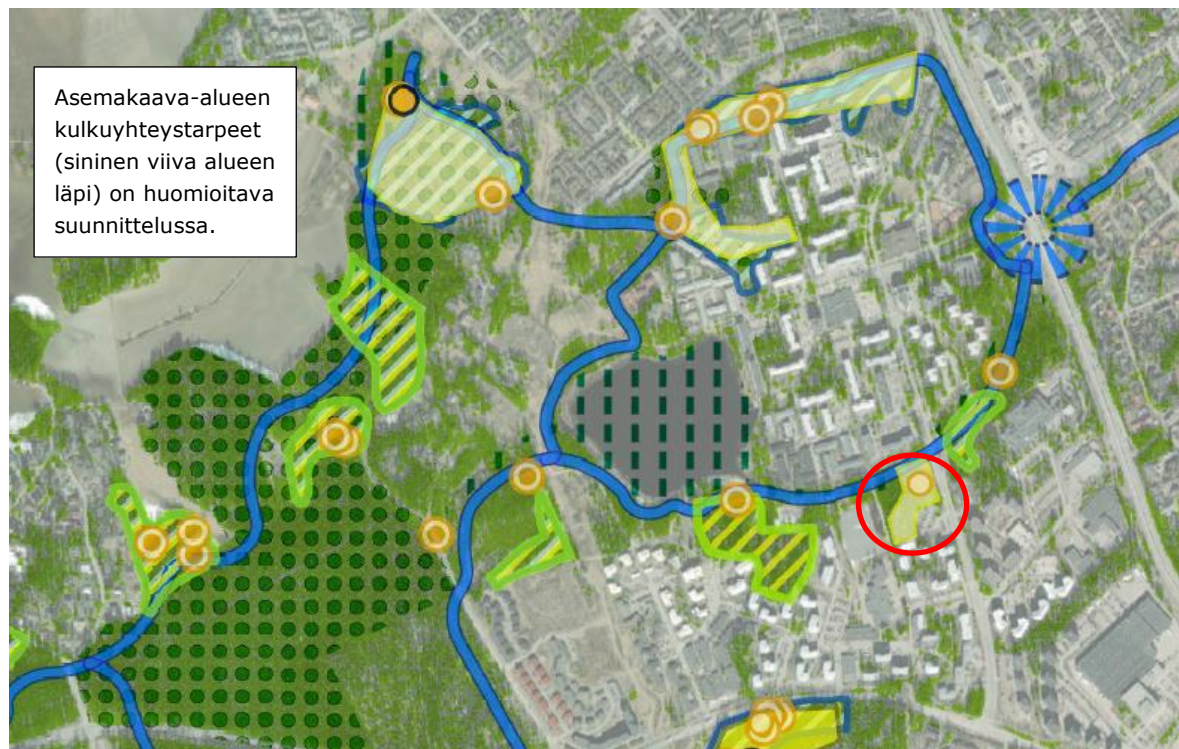 Asemakaava-alueen
kulkuyhteystarpeet
(sininen viiva alueen
läpi) on huomioitava
suunnittelussa.